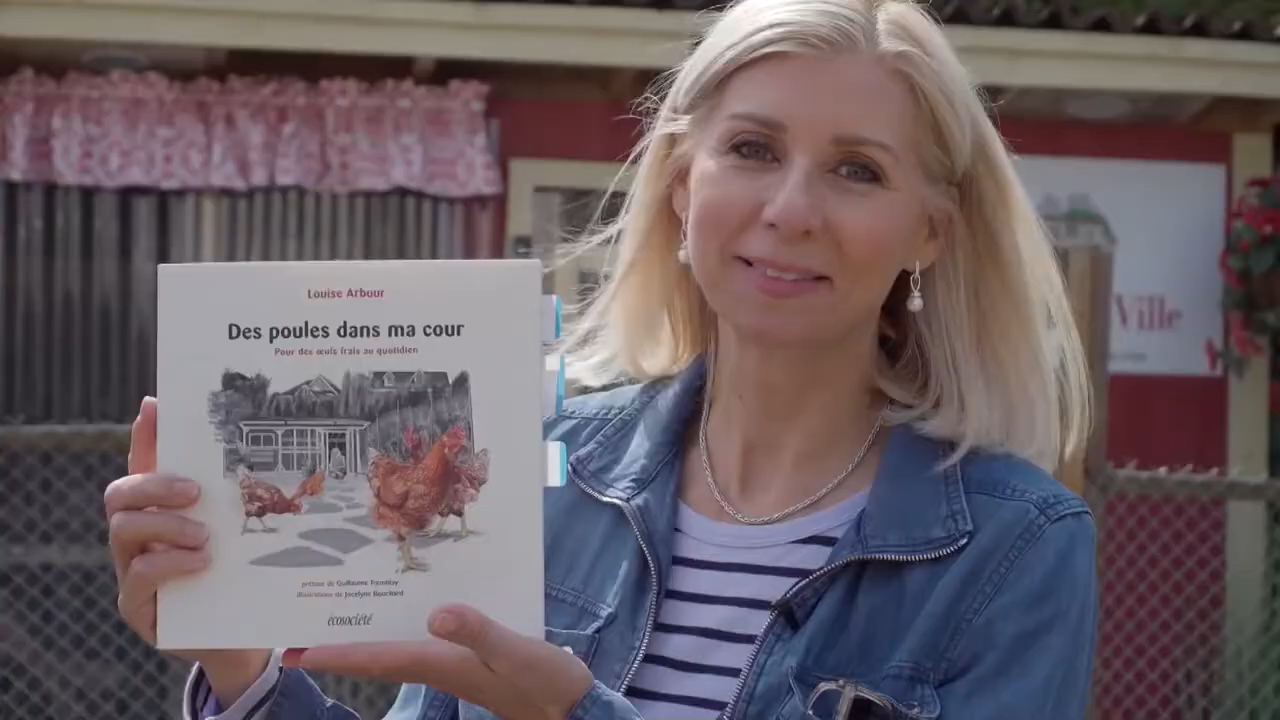 Louise Arbour
Des poules dans ma cour
Pour des œufs frais au quotidien
préface de Guillaume Tremblay
illustrations de Jocelyne Bouchard
écosociété
Ville